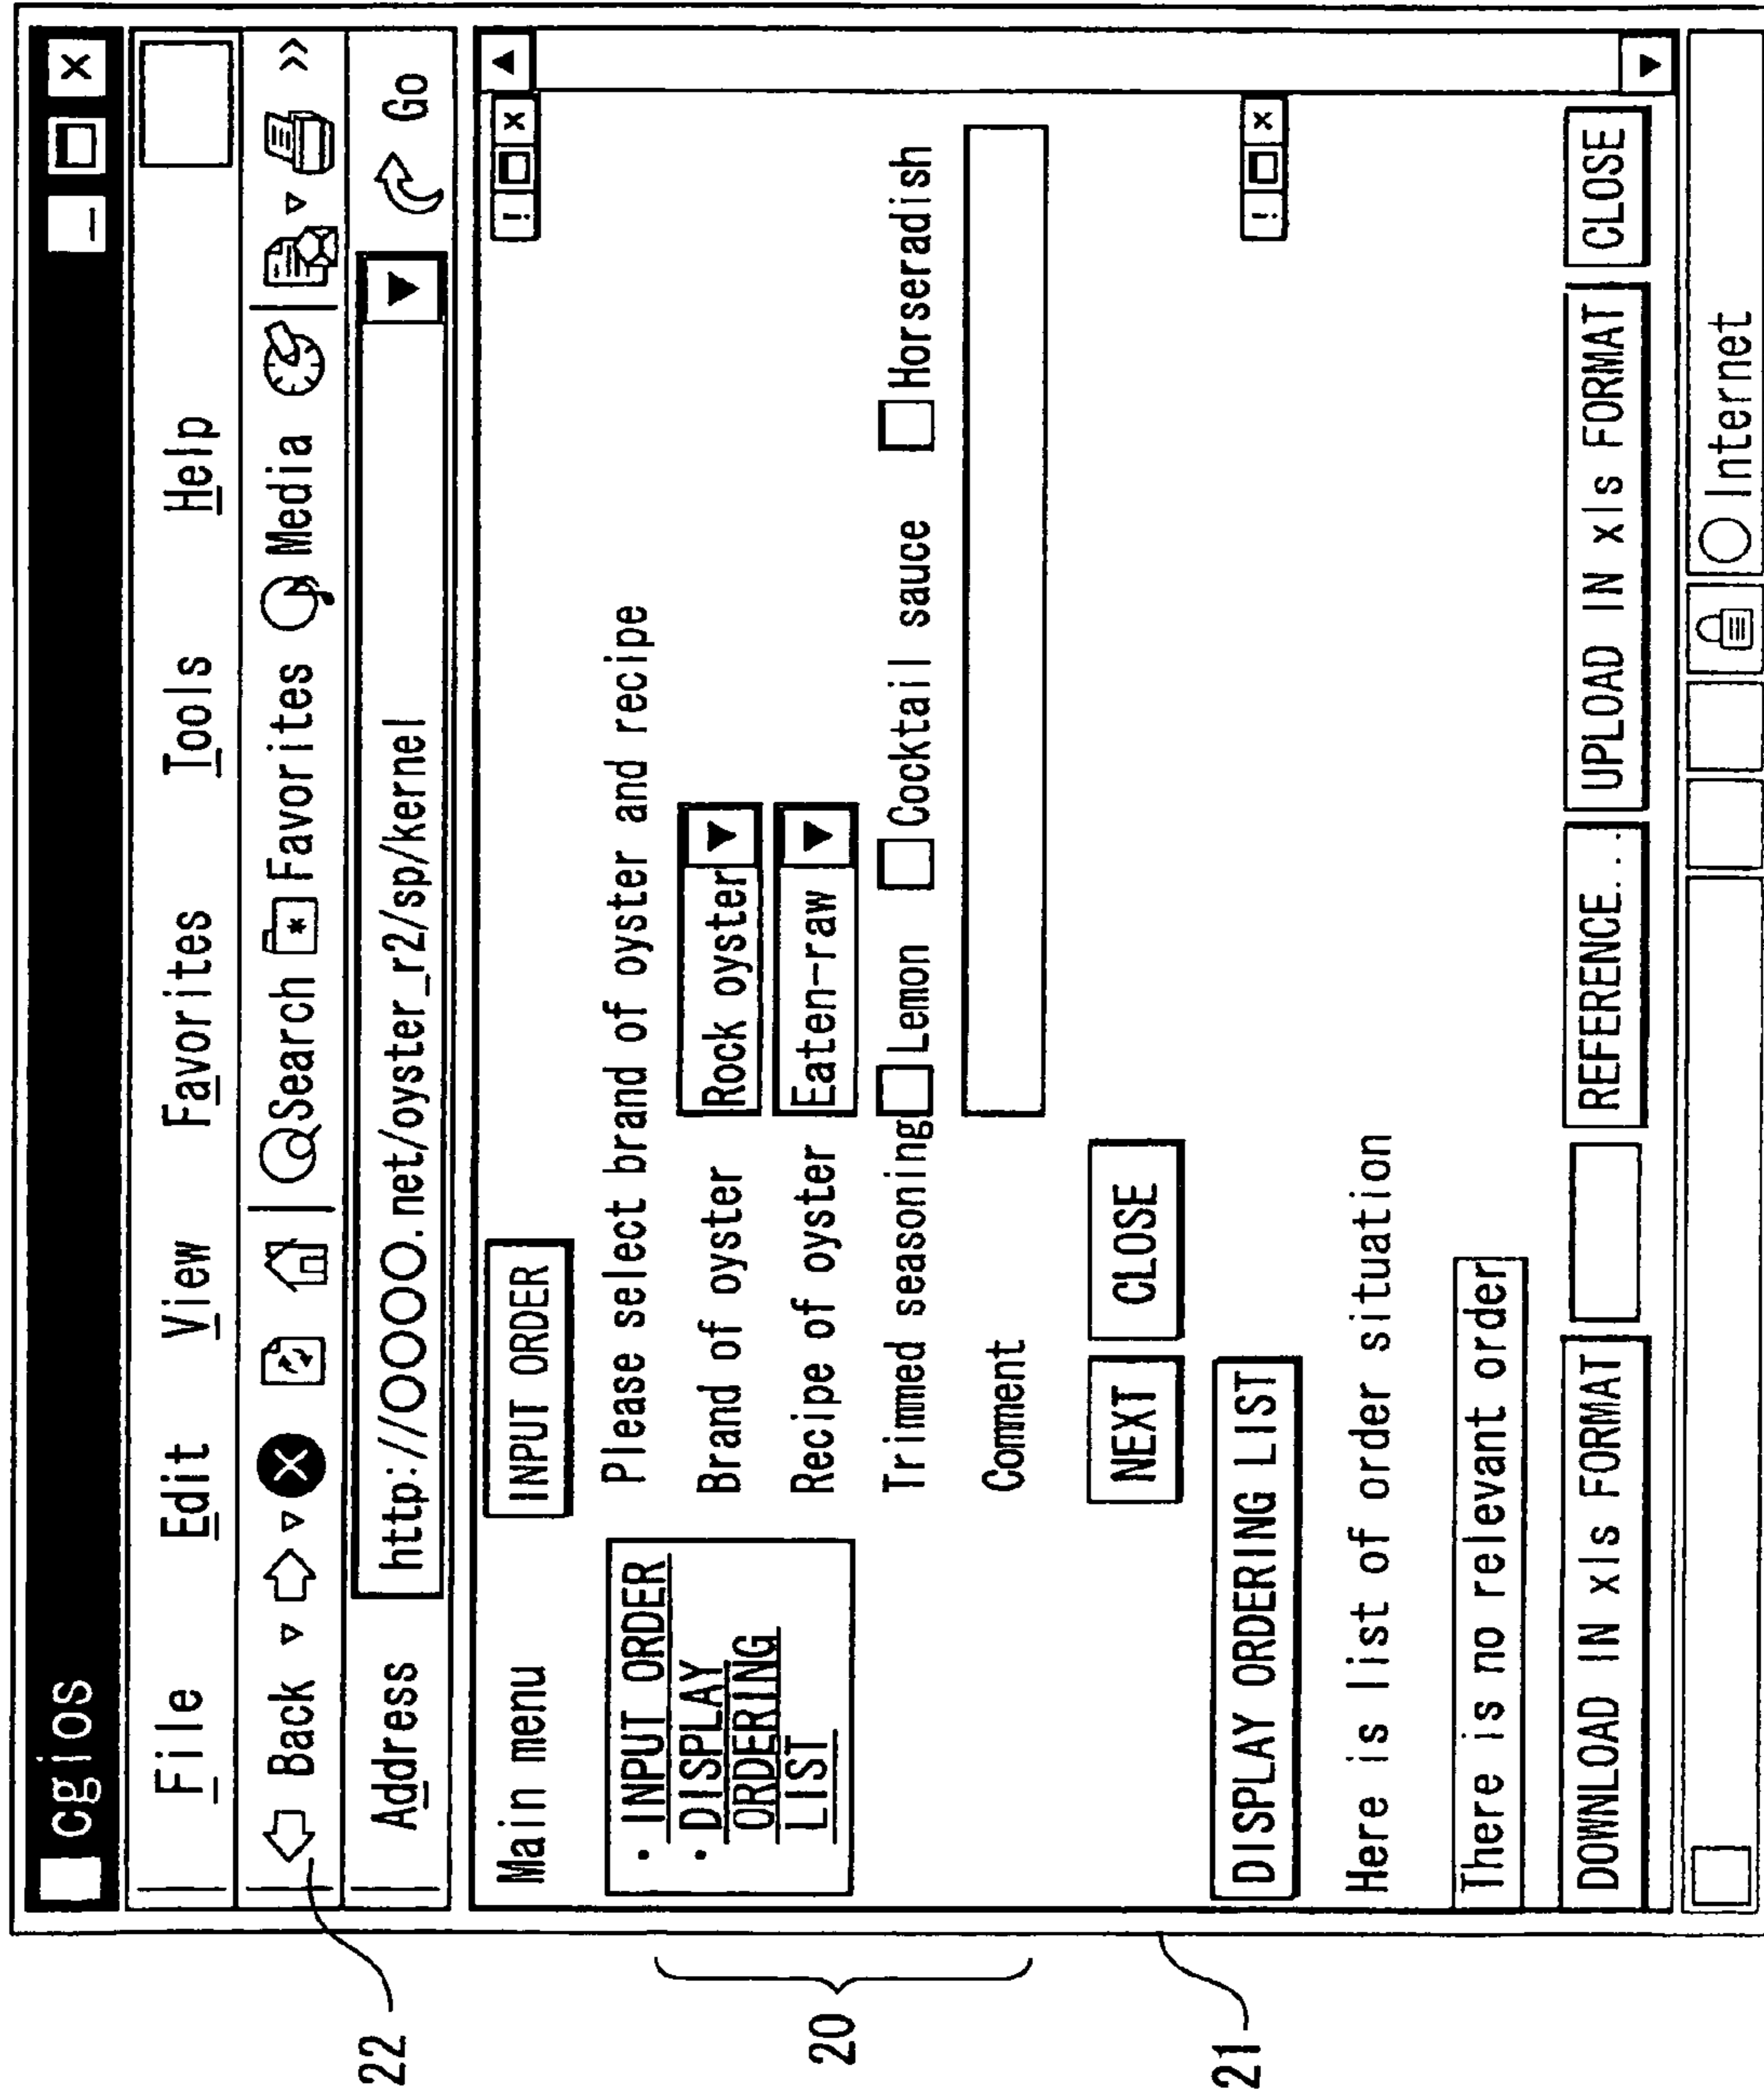 cgios
File Edit View Favorites Tools Help
Back Search Favorites Media »
Address http://○○○○.net/oyster_r2/sp/kernel Go
Main menu
INPUT ORDER
· INPUT ORDER
· DISPLAY
ORDERING
LIST
Please select brand of oyster and recipe
Brand of oyster Rock oyster
Recipe of oyster Eaten-raw
Trimmed seasoning Lemon Cocktail sauce Horseradish
Comment
NEXT CLOSE
DISPLAY ORDERING LIST
Here is list of order situation
There is no relevant order
DOWNLOAD IN xls FORMAT REFERENCE... UPLOAD IN xls FORMAT CLOSE
Internet
22
20
21